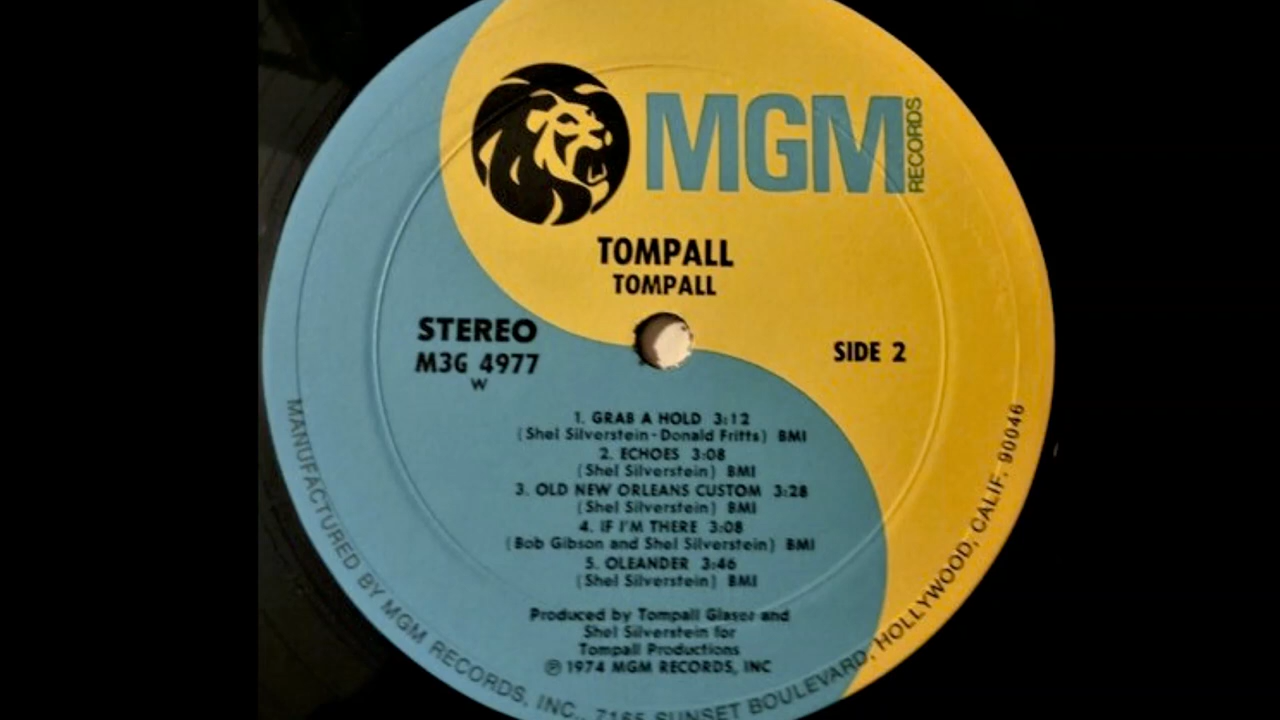 MGM RECORDS
TOMPALL
TOMPALL
STEREO
M3G 4977
W
SIDE 2
1. GRAB A HOLD 3:12
(Shel Silverstein-Donald Fritts) BMI
2. ECHOES 3:08
(Shel Silverstein) BMI
3. OLD NEW ORLEANS CUSTOM 3:28
(Shel Silverstein) BMI
4. IF I'M THERE 3:08
(Bob Gibson and Shel Silverstein) BMI
5. OLEANDER 3:46
(Shel Silverstein) BMI
Produced by Tompall Glaser and
Shel Silverstein for
Tompall Productions
℗ 1974 MGM RECORDS, INC
MANUFACTURED BY MGM RECORDS, INC., 7165 SUNSET BOULEVARD, HOLLYWOOD, CALIF. 90046